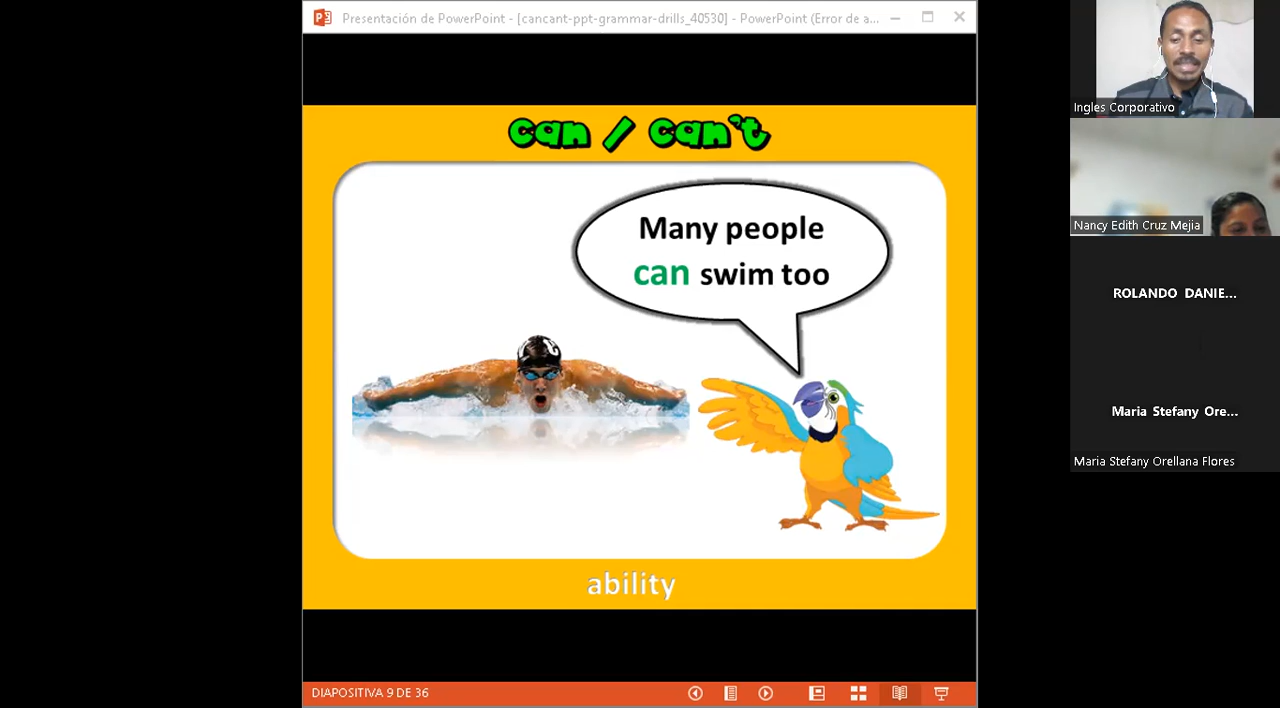 Presentación de PowerPoint - [cancant-ppt-grammar-drills_40530] - PowerPoint (Error de a...
can / can't
Many people
can swim too
ability
DIAPOSITIVA 9 DE 36
Ingles Corporativo
Nancy Edith Cruz Mejia
ROLANDO DANIE...
Maria Stefany Ore...
Maria Stefany Orellana Flores